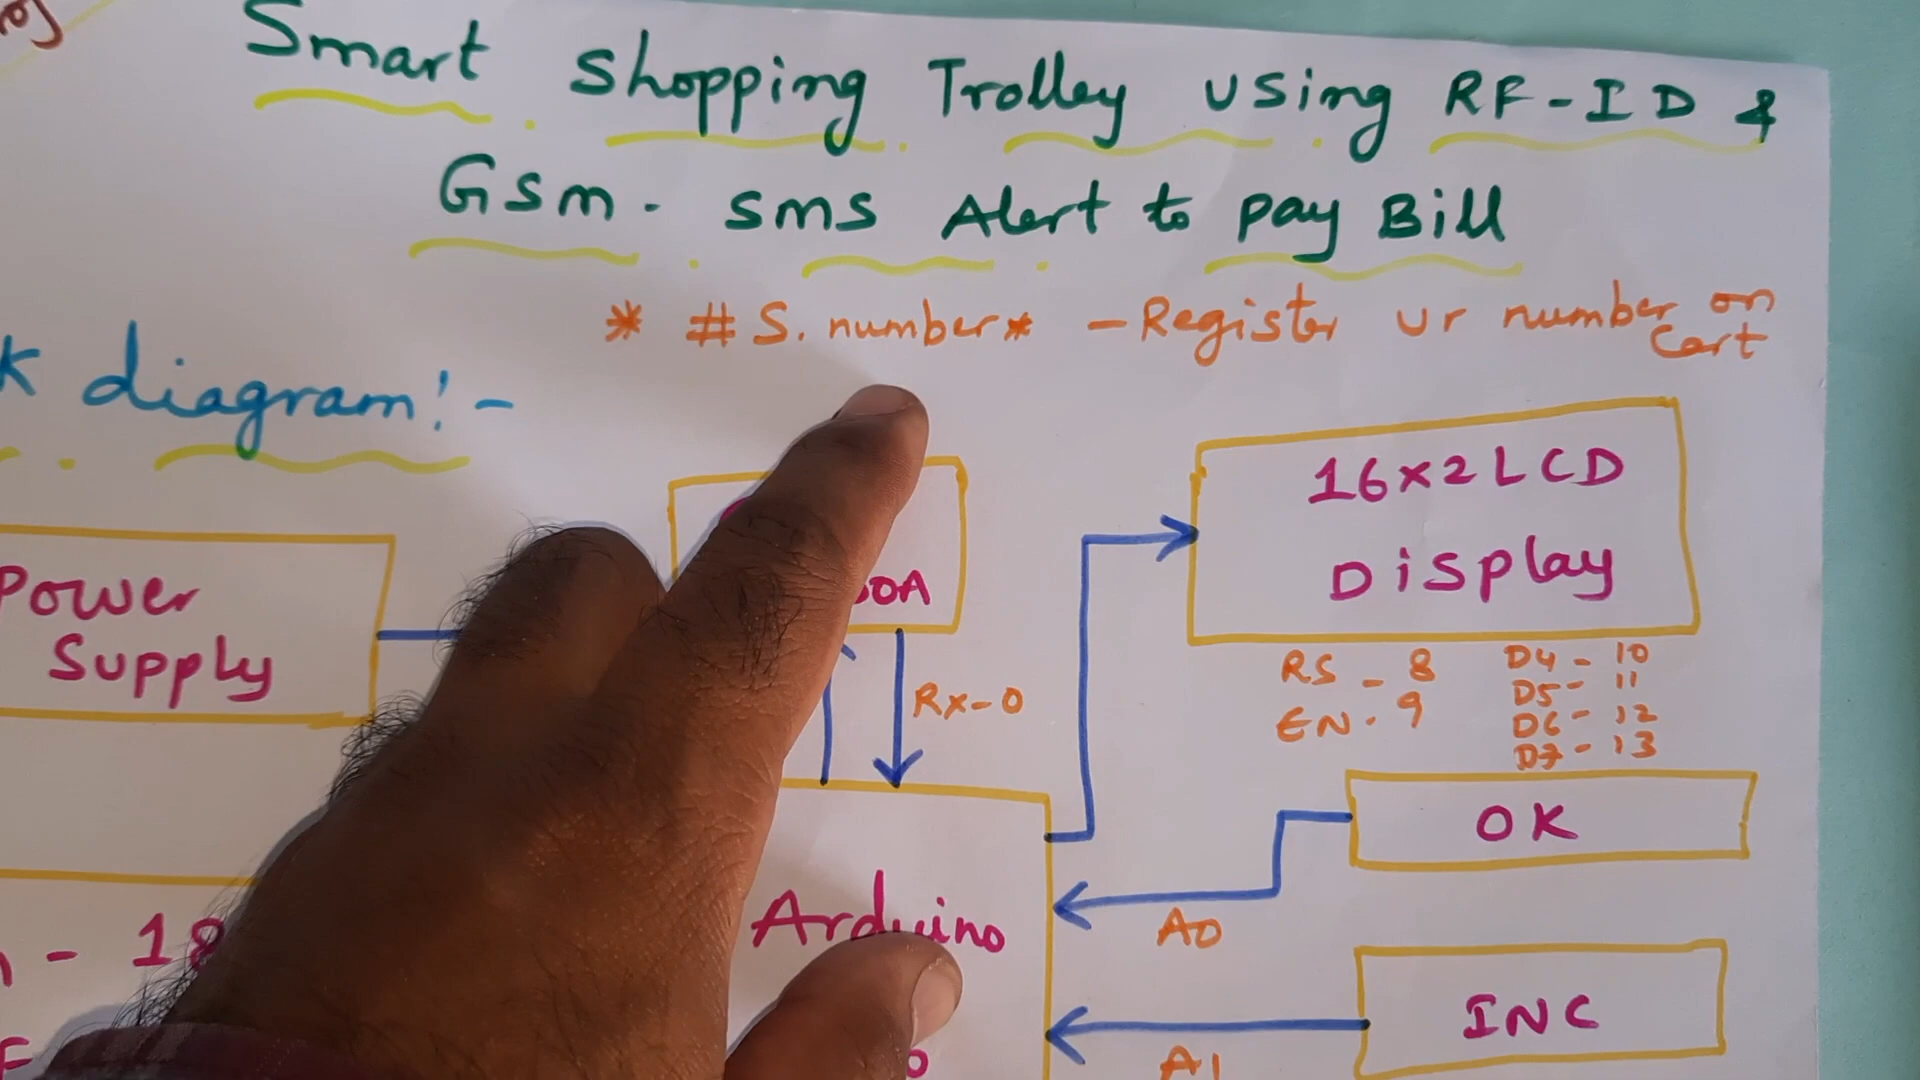 Smart Shopping Trolley using RF-ID &
GSM - SMS Alert to pay Bill
* #S.number* - Register ur number on
Cart
k diagram:-
Power
Supply
00A
Rx-0
16x2 LCD
Display
RS - 8
EN - 9
D4 - 10
D5 - 11
D6 - 12
D7 - 13
OK
A0
Arduino
- 18
INC
A1